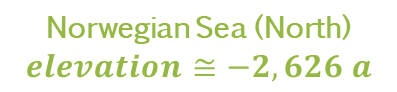 Norwegian Sea (North)
elevation ≅ −2, 626 a